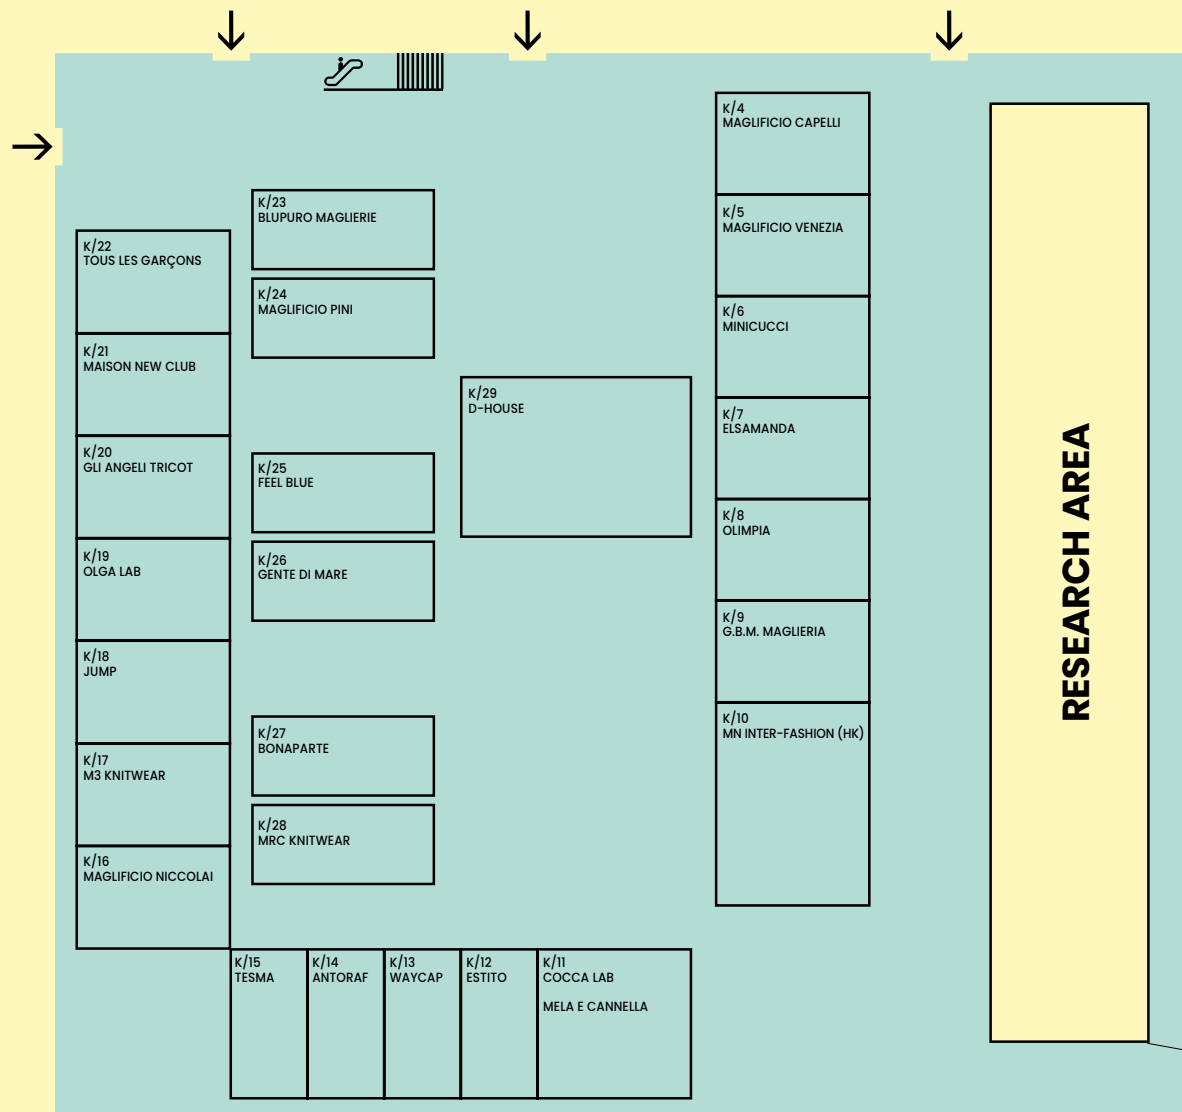 K/4
MAGLIFICIO CAPELLI
K/5
MAGLIFICIO VENEZIA
K/6
MINICUCCI
K/7
ELSAMANDA
K/8
OLIMPIA
K/9
G.B.M. MAGLIERIA
K/10
MN INTER-FASHION (HK)
K/23
BLUPURO MAGLIERIE
K/24
MAGLIFICIO PINI
K/25
FEEL BLUE
K/26
GENTE DI MARE
K/27
BONAPARTE
K/28
MRC KNITWEAR
K/29
D-HOUSE
K/22
TOUS LES GARÇONS
K/21
MAISON NEW CLUB
K/20
GLI ANGELI TRICOT
K/19
OLGA LAB
K/18
JUMP
K/17
M3 KNITWEAR
K/16
MAGLIFICIO NICCOLAI
K/15
TESMA
K/14
ANTORAF
K/13
WAYCAP
K/12
ESTITO
K/11
COCCA LAB
MELA E CANNELLA
RESEARCH AREA